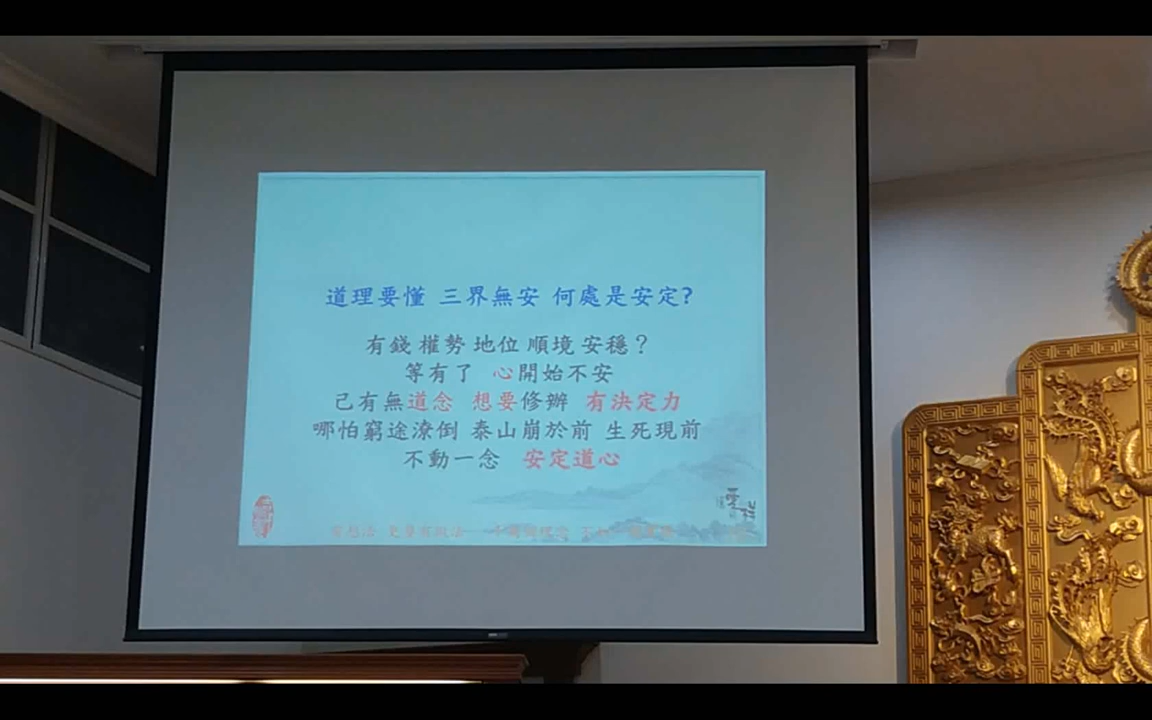 道理要懂 三界無安 何處是安定?
有錢 權勢 地位 順境 安穩？
等有了 心開始不安
己有無道念 想要修辦 有決定力
哪怕窮途潦倒 泰山崩於前 生死現前
不動一念 安定道心